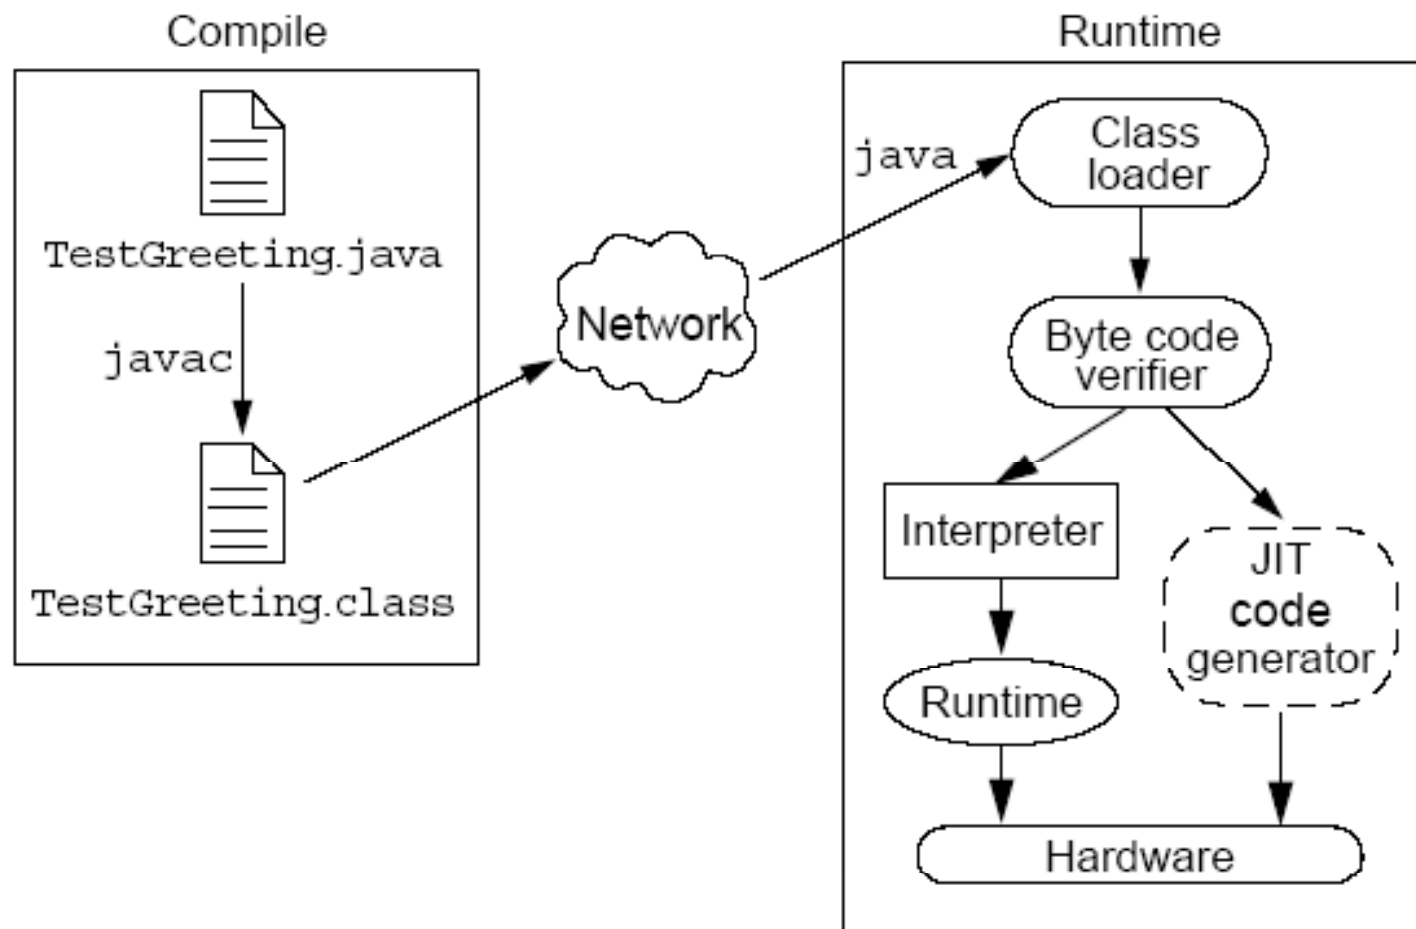 Compile
TestGreeting.java
javac
TestGreeting.class
Network
Runtime
java
Class
loader
Byte code
verifier
Interpreter
JIT
code
generator
Runtime
Hardware